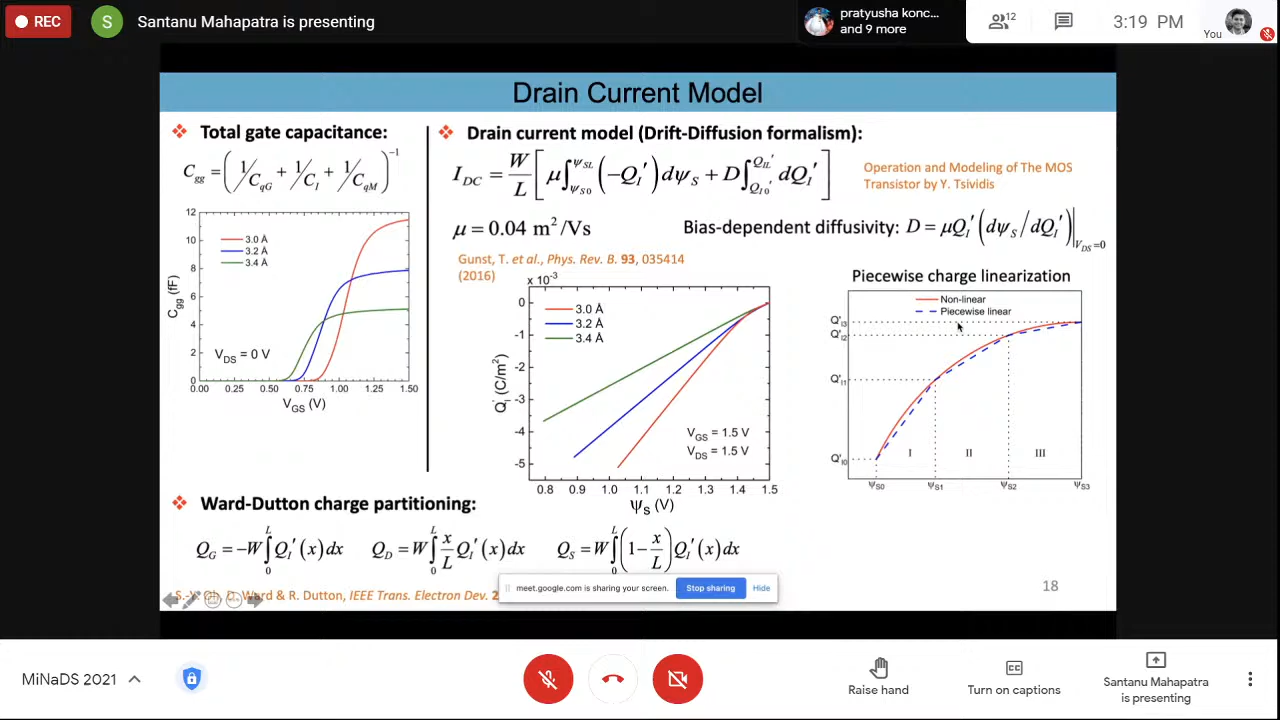 REC
S
Santanu Mahapatra is presenting
pratyusha konc...
and 9 more
12
3:19 PM
You
Drain Current Model
❖ Total gate capacitance:
C_gg = (1/C_qG + 1/C_I + 1/C_qM)^−1
12
10
8
6
4
2
0
C_gg (fF)
3.0 Å
3.2 Å
3.4 Å
V_DS = 0 V
0.00 0.25 0.50 0.75 1.00 1.25 1.50
V_GS (V)
❖ Drain current model (Drift-Diffusion formalism):
I_DC = W/L [ μ∫_ψS0^ψSL (−Q_I′) dψ_S + D∫_QI0′^QIL′ dQ_I′ ]
Operation and Modeling of The MOS
Transistor by Y. Tsividis
μ = 0.04 m²/Vs
Bias-dependent diffusivity: D = μQ_I′ (dψ_S/dQ_I′)|_VDS=0
Gunst, T. et al., Phys. Rev. B. 93, 035414
(2016)
x 10^-3
0
-1
-2
-3
-4
-5
Q_I′ (C/m²)
3.0 Å
3.2 Å
3.4 Å
V_GS = 1.5 V
V_DS = 1.5 V
0.8 0.9 1.0 1.1 1.2 1.3 1.4 1.5
ψ_S (V)
Piecewise charge linearization
Non-linear
Piecewise linear
Q′_I3
Q′_I2
Q′_I1
Q′_I0
I II III
ψ_S0 ψ_S1 ψ_S2 ψ_S3
❖ Ward-Dutton charge partitioning:
Q_G = −W∫_0^L Q_I′(x)dx Q_D = W∫_0^L x/L Q_I′(x)dx Q_S = W∫_0^L (1 − x/L) Q_I′(x)dx
meet.google.com is sharing your screen. Stop sharing Hide
Ward & R. Dutton, IEEE Trans. Electron Dev.
18
MiNaDS 2021
Raise hand
Turn on captions
Santanu Mahapatra
is presenting